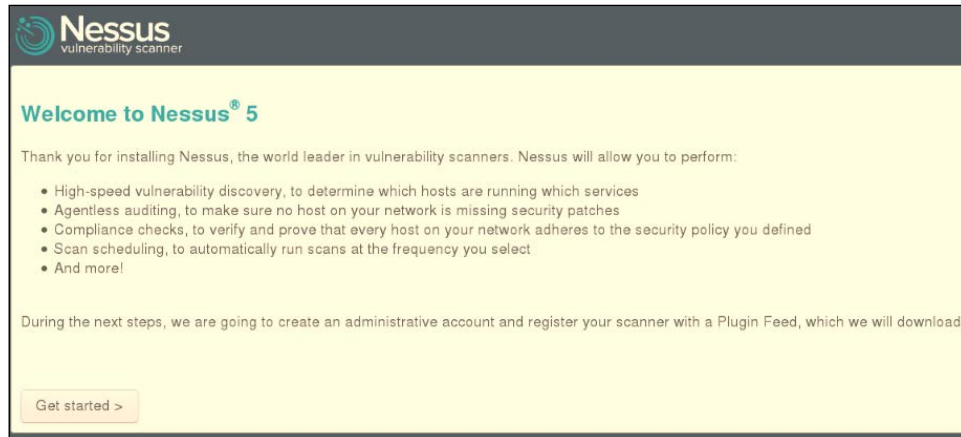 Nessus
vulnerability scanner
Welcome to Nessus® 5
Thank you for installing Nessus, the world leader in vulnerability scanners. Nessus will allow you to perform:
• High-speed vulnerability discovery, to determine which hosts are running which services
• Agentless auditing, to make sure no host on your network is missing security patches
• Compliance checks, to verify and prove that every host on your network adheres to the security policy you defined
• Scan scheduling, to automatically run scans at the frequency you select
• And more!
During the next steps, we are going to create an administrative account and register your scanner with a Plugin Feed, which we will download
Get started >